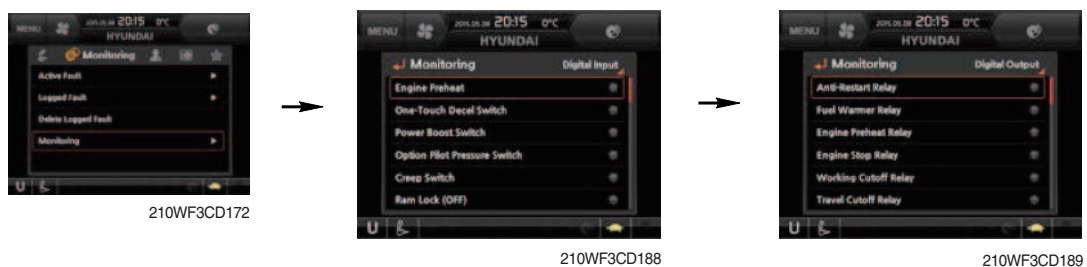 MENU 2015.05.08 20:15 0°C
HYUNDAI
Monitoring
Active Fault
Logged Fault
Delete Logged Fault
Monitoring
U
210WF3CD172
MENU 2015.05.08 20:15 0°C
HYUNDAI
Monitoring Digital Input
Engine Preheat
One-Touch Decel Switch
Power Boost Switch
Option Pilot Pressure Switch
Creep Switch
Ram Lock (OFF)
U
210WF3CD188
MENU 2015.05.08 20:15 0°C
HYUNDAI
Monitoring Digital Output
Anti-Restart Relay
Fuel Warmer Relay
Engine Preheat Relay
Engine Stop Relay
Working Cutoff Relay
Travel Cutoff Relay
U
210WF3CD189